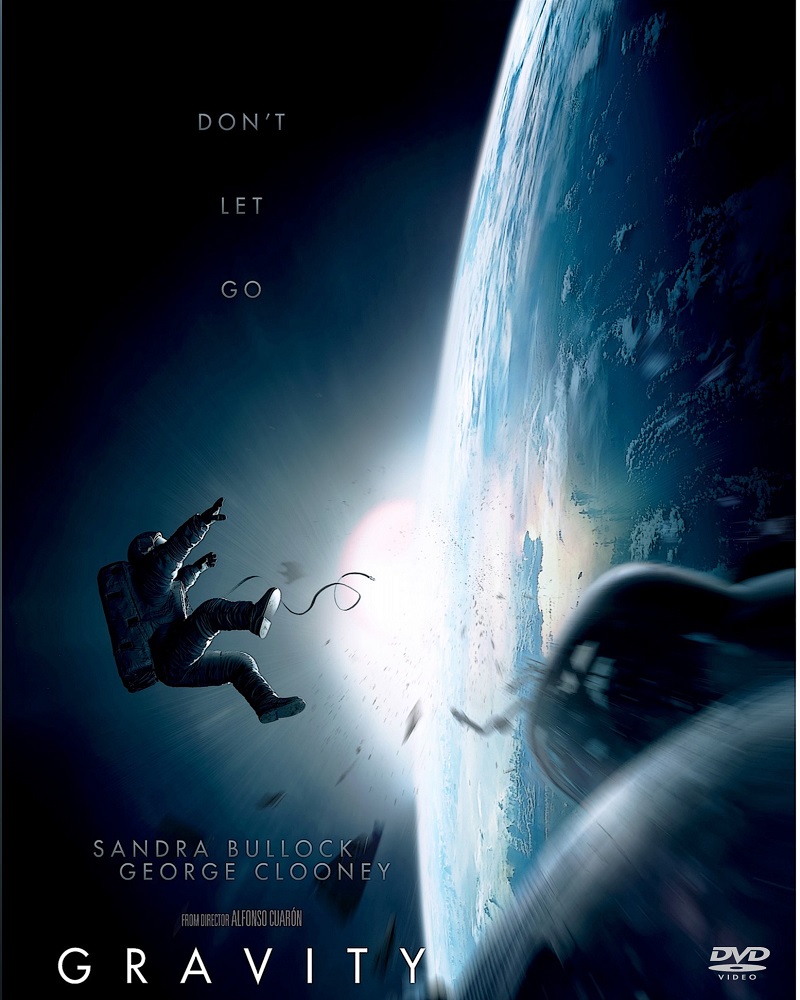 DON'T
LET
GO
SANDRA BULLOCK
GEORGE CLOONEY
FROM DIRECTOR ALFONSO CUARÓN
GRAVITY
DVD
VIDEO